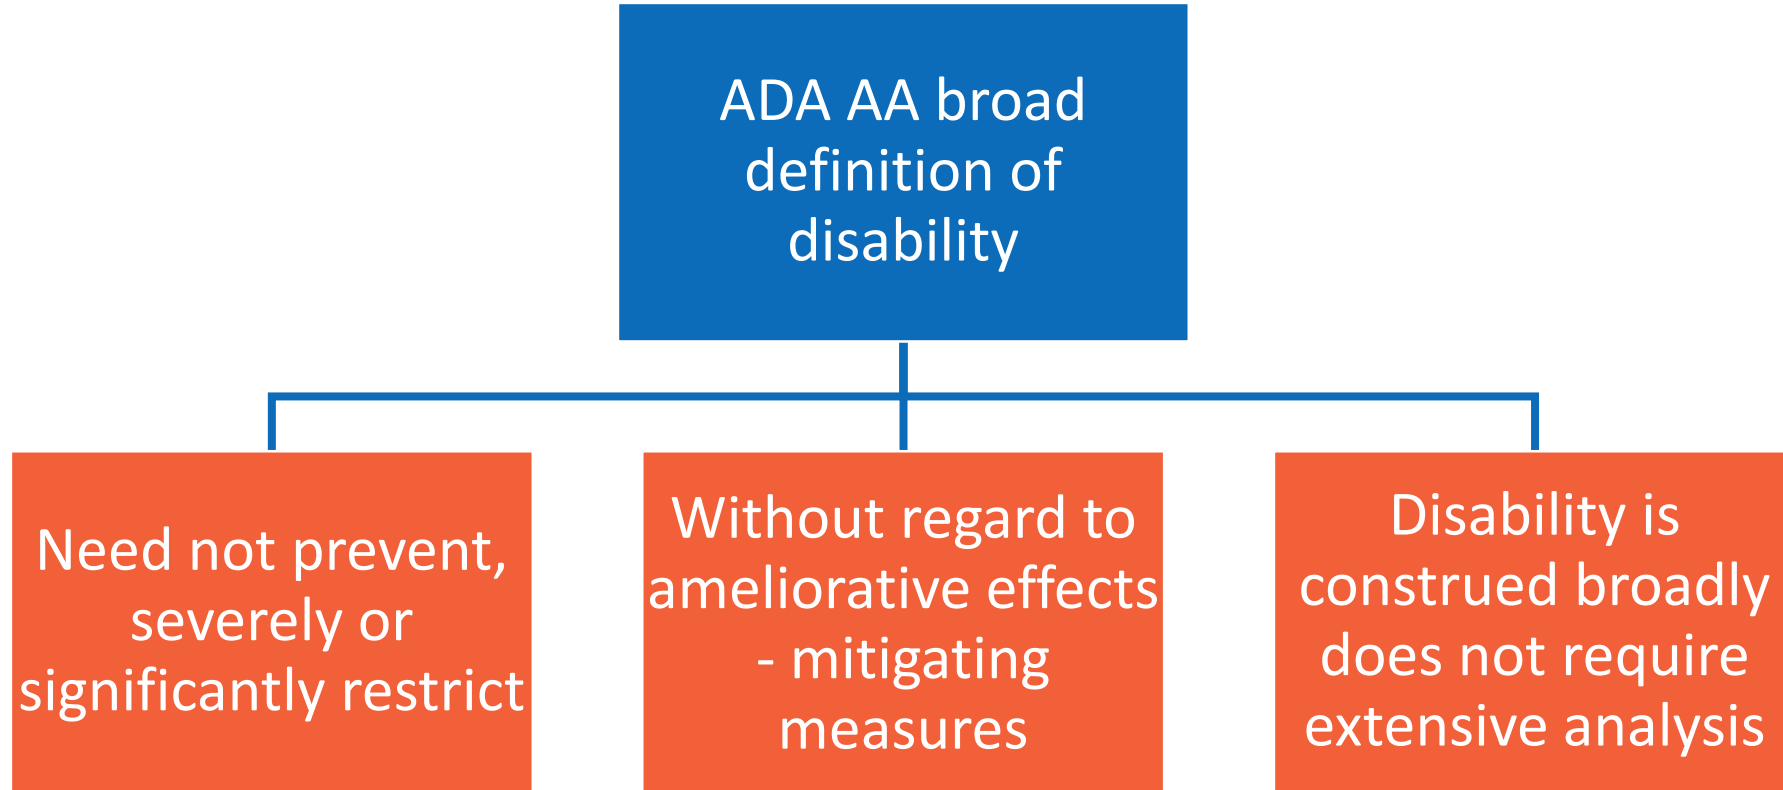 ADA AA broad
definition of
disability
Need not prevent,
severely or
significantly restrict
Without regard to
ameliorative effects
- mitigating
measures
Disability is
construed broadly
does not require
extensive analysis